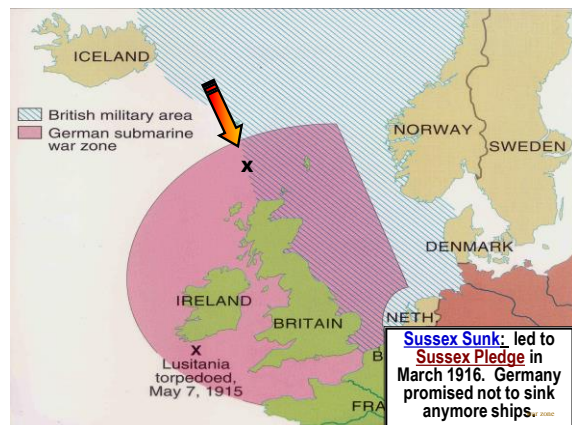 ICELAND
British military area
German submarine
war zone
NORWAY
SWEDEN
x
DENMARK
IRELAND
BRITAIN
NETH.
x
Lusitania
torpedoed,
May 7, 1915
B
FRA
Sussex Sunk: led to
Sussex Pledge in
March 1916. Germany
promised not to sink
anymore ships.
zone